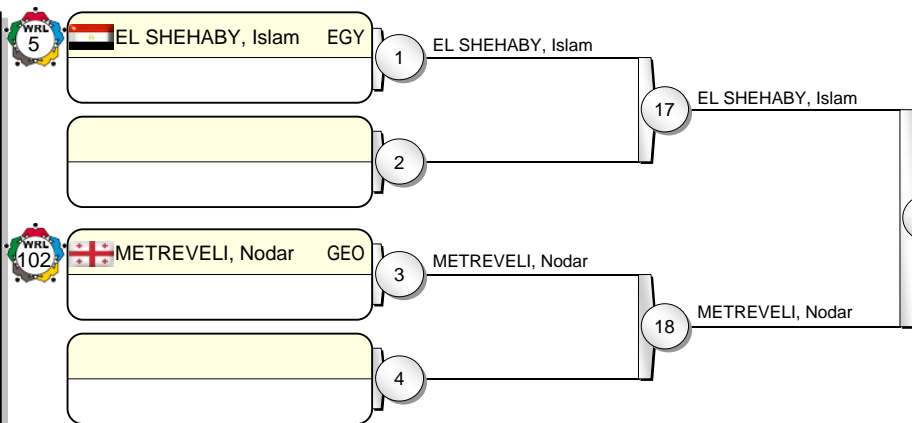 WRL
5
EL SHEHABY, Islam EGY
1
EL SHEHABY, Islam
17
EL SHEHABY, Islam
2
WRL
102
METREVELI, Nodar GEO
3
METREVELI, Nodar
18
METREVELI, Nodar
4